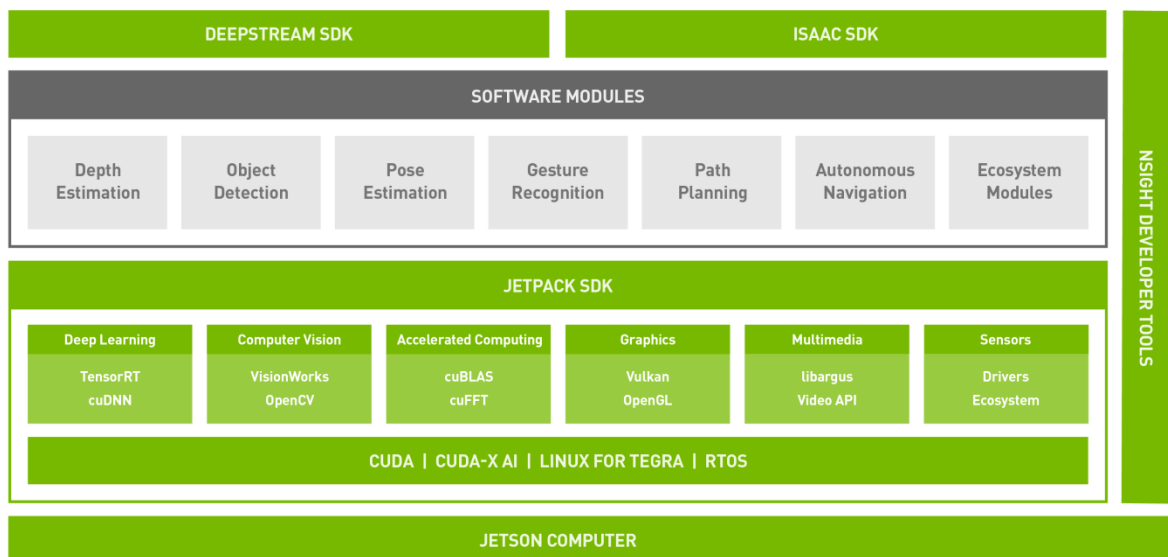 DEEPSTREAM SDK
ISAAC SDK
SOFTWARE MODULES
Depth
Estimation
Object
Detection
Pose
Estimation
Gesture
Recognition
Path
Planning
Autonomous
Navigation
Ecosystem
Modules
JETPACK SDK
Deep Learning
TensorRT
cuDNN
Computer Vision
VisionWorks
OpenCV
Accelerated Computing
cuBLAS
cuFFT
Graphics
Vulkan
OpenGL
Multimedia
libargus
Video API
Sensors
Drivers
Ecosystem
CUDA | CUDA-X AI | LINUX FOR TEGRA | RTOS
NSIGHT DEVELOPER TOOLS
JETSON COMPUTER